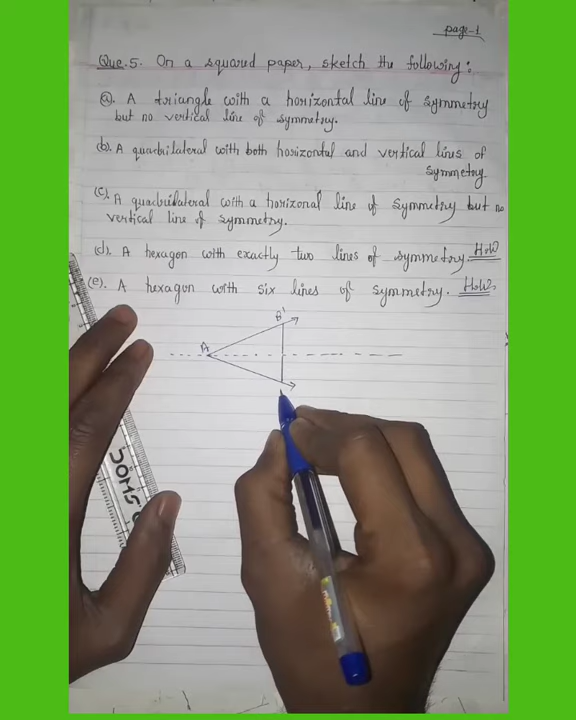 page-1
Que.5. On a squared paper, sketch the following:
(a). A triangle with a horizontal line of symmetry
but no vertical line of symmetry.
(b). A quadrilateral with both horizontal and vertical lines of
symmetry.
(c). A quadrilateral with a horizonal line of symmetry but no
vertical line of symmetry.
(d). A hexagon with exactly two lines of symmetry. HOW
(e). A hexagon with six lines of symmetry. HOW.
B'
A
DOMS